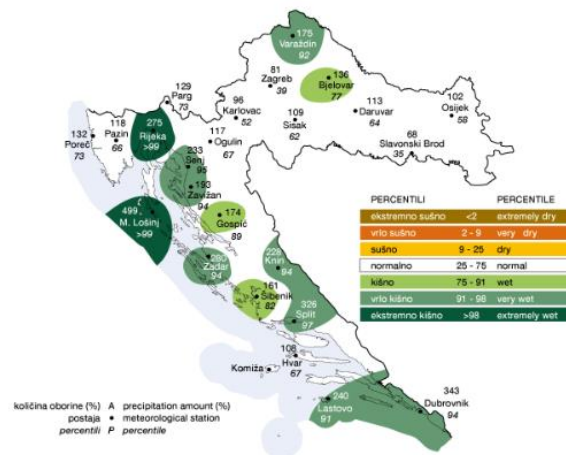 175
Varaždin
92
81
Zagreb
39
136
Bjelovar
77
129
Parg
73
275
Rijeka
>99
118
Pazin
66
132
Poreč
73
96
Karlovac
52
109
Sisak
62
113
Daruvar
64
102
Osijek
58
117
Ogulin
67
68
Slavonski Brod
35
233
Senj
95
193
Zavižan
94
499
M. Lošinj
>99
174
Gospić
89
280
Zadar
94
228
Knin
94
161
Šibenik
82
326
Split
97
108
Hvar
67
Komiža
240
Lastovo
91
343
Dubrovnik
94
PERCENTILI PERCENTILE
ekstremno sušno <2 extremely dry
vrlo sušno 2 - 9 very dry
sušno 9 - 25 dry
normalno 25 - 75 normal
kišno 75 - 91 wet
vrlo kišno 91 - 98 very wet
ekstremno kišno >98 extremely wet
količina oborine (%) A precipitation amount (%)
postaja • meteorological station
percentili P percentile